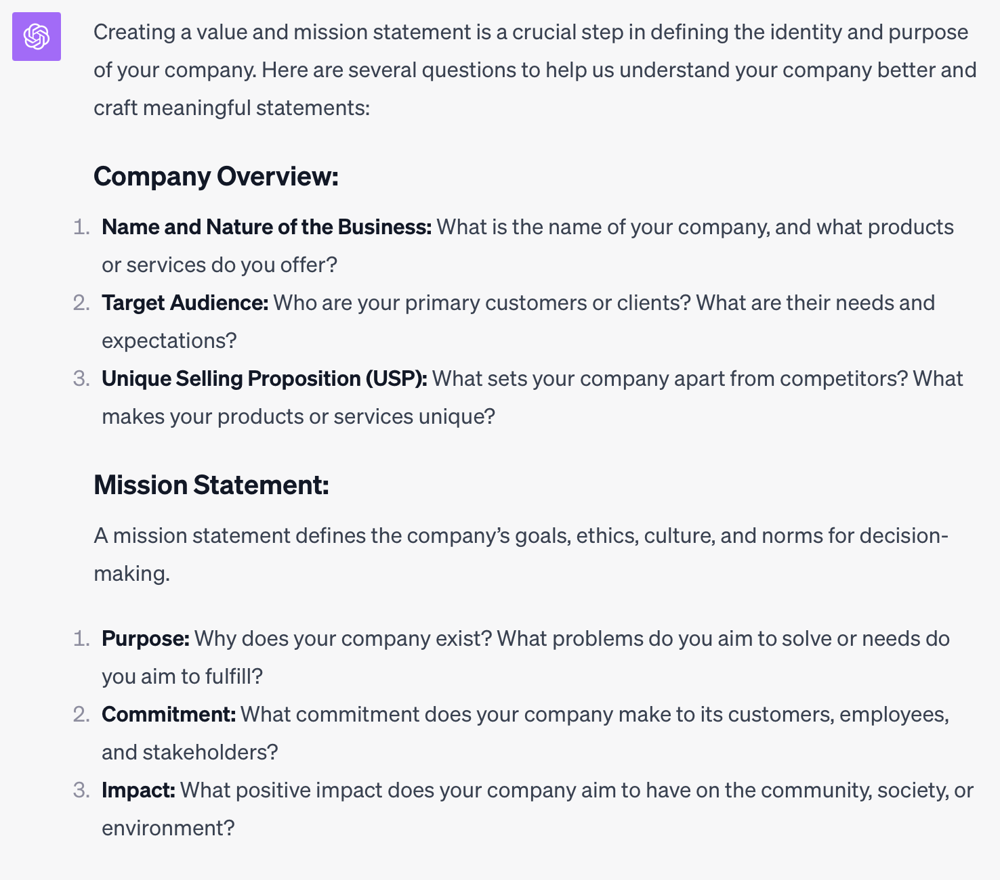 Creating a value and mission statement is a crucial step in defining the identity and purpose
of your company. Here are several questions to help us understand your company better and
craft meaningful statements:
Company Overview:
1. Name and Nature of the Business: What is the name of your company, and what products
or services do you offer?
2. Target Audience: Who are your primary customers or clients? What are their needs and
expectations?
3. Unique Selling Proposition (USP): What sets your company apart from competitors? What
makes your products or services unique?
Mission Statement:
A mission statement defines the company’s goals, ethics, culture, and norms for decision-
making.
1. Purpose: Why does your company exist? What problems do you aim to solve or needs do
you aim to fulfill?
2. Commitment: What commitment does your company make to its customers, employees,
and stakeholders?
3. Impact: What positive impact does your company aim to have on the community, society, or
environment?